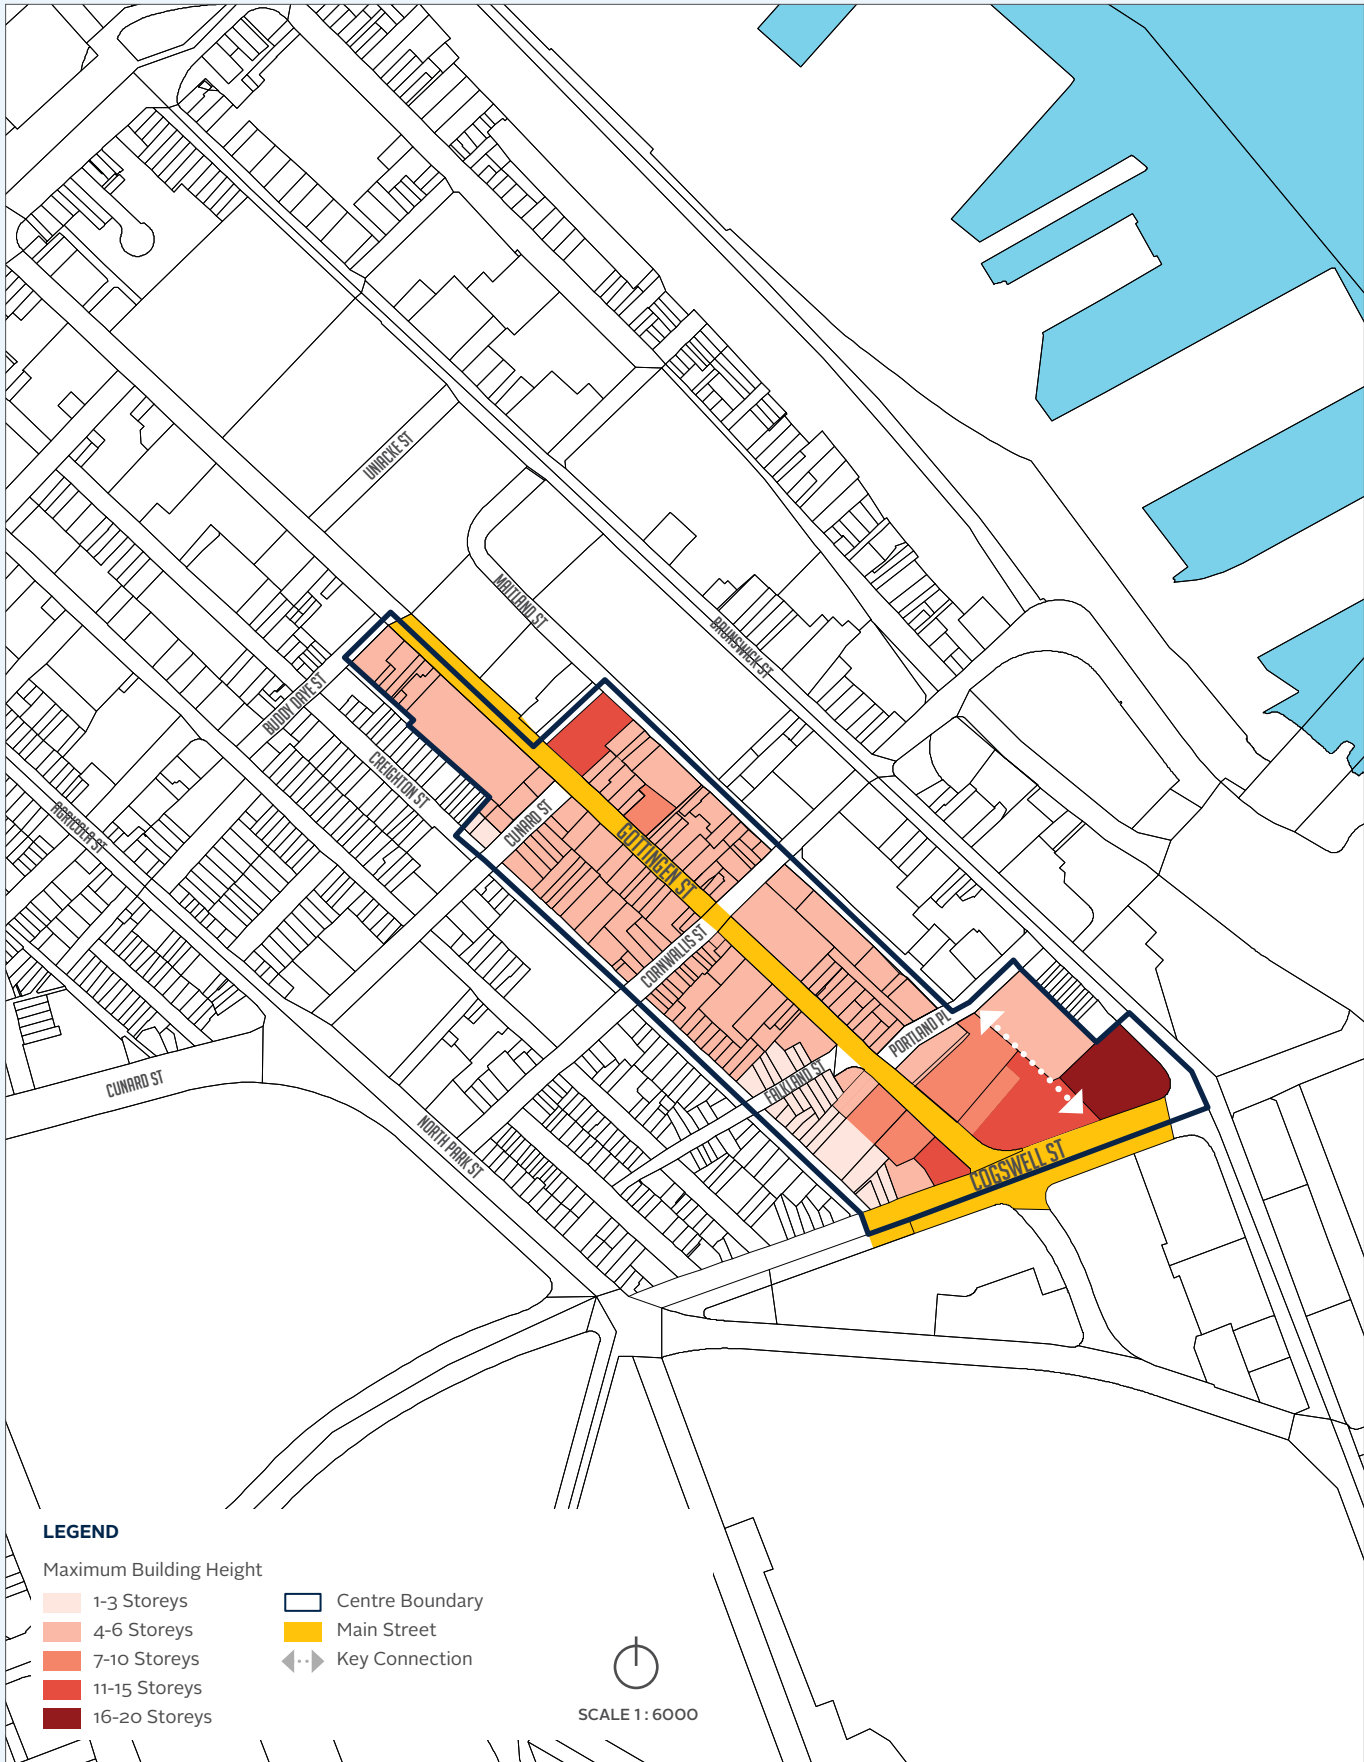 UNIACKE ST
MAITLAND ST
BRUNSWICK ST
BUDDY DAYE ST
CREIGHTON ST
AGRICOLA ST
CUNARD ST
GOTTINGEN ST
CORNWALLIS ST
PORTLAND PL
FALKLAND ST
CUNARD ST
NORTH PARK ST
COGSWELL ST
LEGEND
Maximum Building Height
1-3 Storeys
4-6 Storeys
7-10 Storeys
11-15 Storeys
16-20 Storeys
Centre Boundary
Main Street
Key Connection
SCALE 1 : 6000